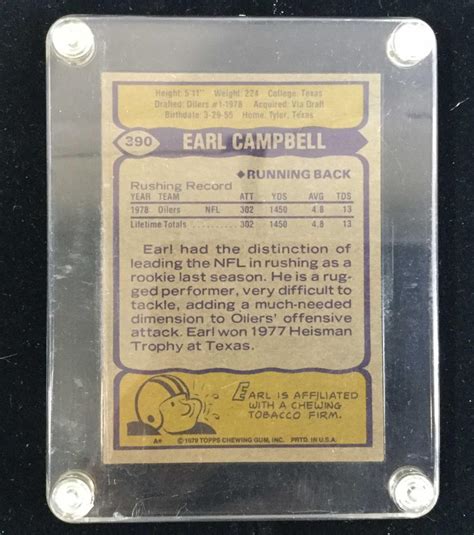 Height: 5'11" Weight: 224 College: Texas
Drafted: Oilers #1-1978 Acquired: Via Draft
Birthdate: 3-29-55 Home: Tyler, Texas
390 EARL CAMPBELL
◆RUNNING BACK
Rushing Record
YEAR TEAM ATT YDS AVG TDS
1978 Oilers NFL 302 1450 4.8 13
Lifetime Totals .......... 302 1450 4.8 13
Earl had the distinction of
leading the NFL in rushing as a
rookie last season. He is a rug-
ged performer, very difficult to
tackle, adding a much-needed
dimension to Oilers' offensive
attack. Earl won 1977 Heisman
Trophy at Texas.
EARL IS AFFILIATED
WITH A CHEWING
TOBACCO FIRM.
A* © 1979 TOPPS CHEWING GUM, INC. PRTD. IN U.S.A.